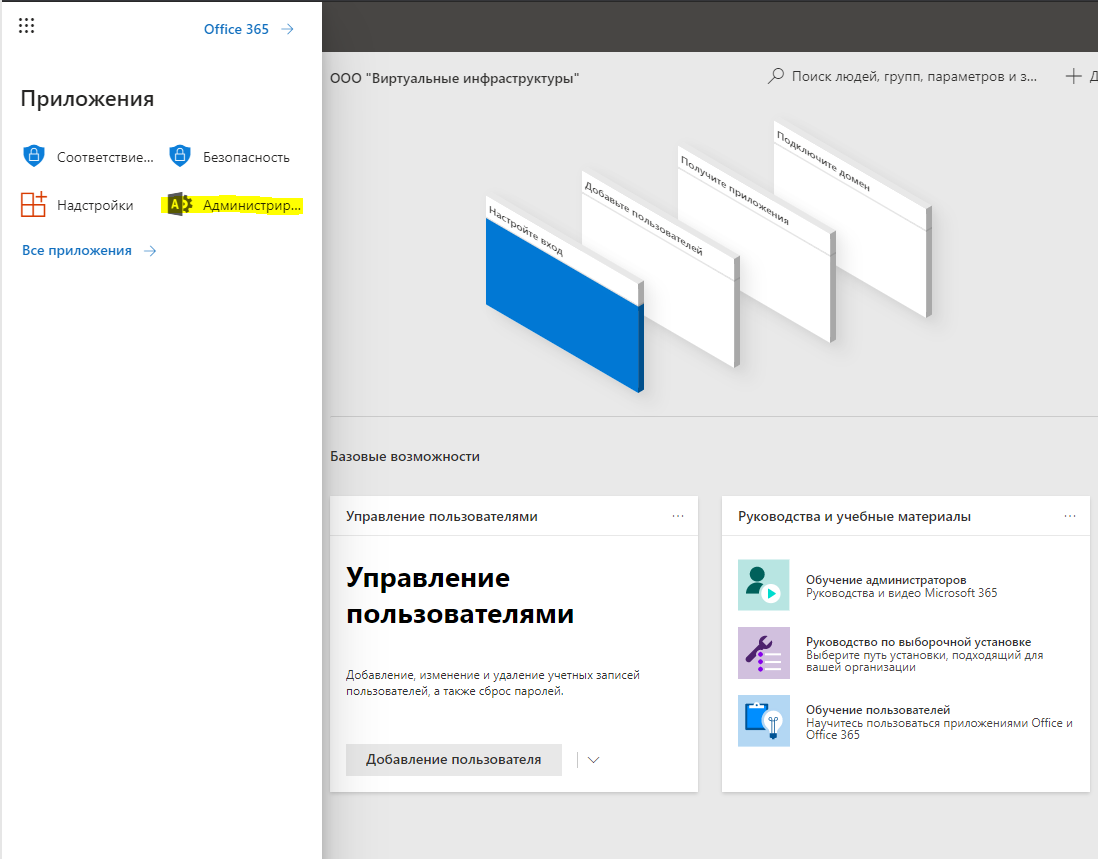 Office 365
Приложения
Соответствие...
Безопасность
Надстройки
Администрир...
Все приложения
ООО "Виртуальные инфраструктуры"
Поиск людей, групп, параметров и з...
Д
Настройте вход
Добавьте пользователей
Получите приложения
Подключите домен
Базовые возможности
Управление пользователями
Управление
пользователями
Добавление, изменение и удаление учетных записей
пользователей, а также сброс паролей.
Добавление пользователя
Руководства и учебные материалы
Обучение администраторов
Руководства и видео Microsoft 365
Руководство по выборочной установке
Выберите путь установки, подходящий для
вашей организации
Обучение пользователей
Научитесь пользоваться приложениями Office и
Office 365